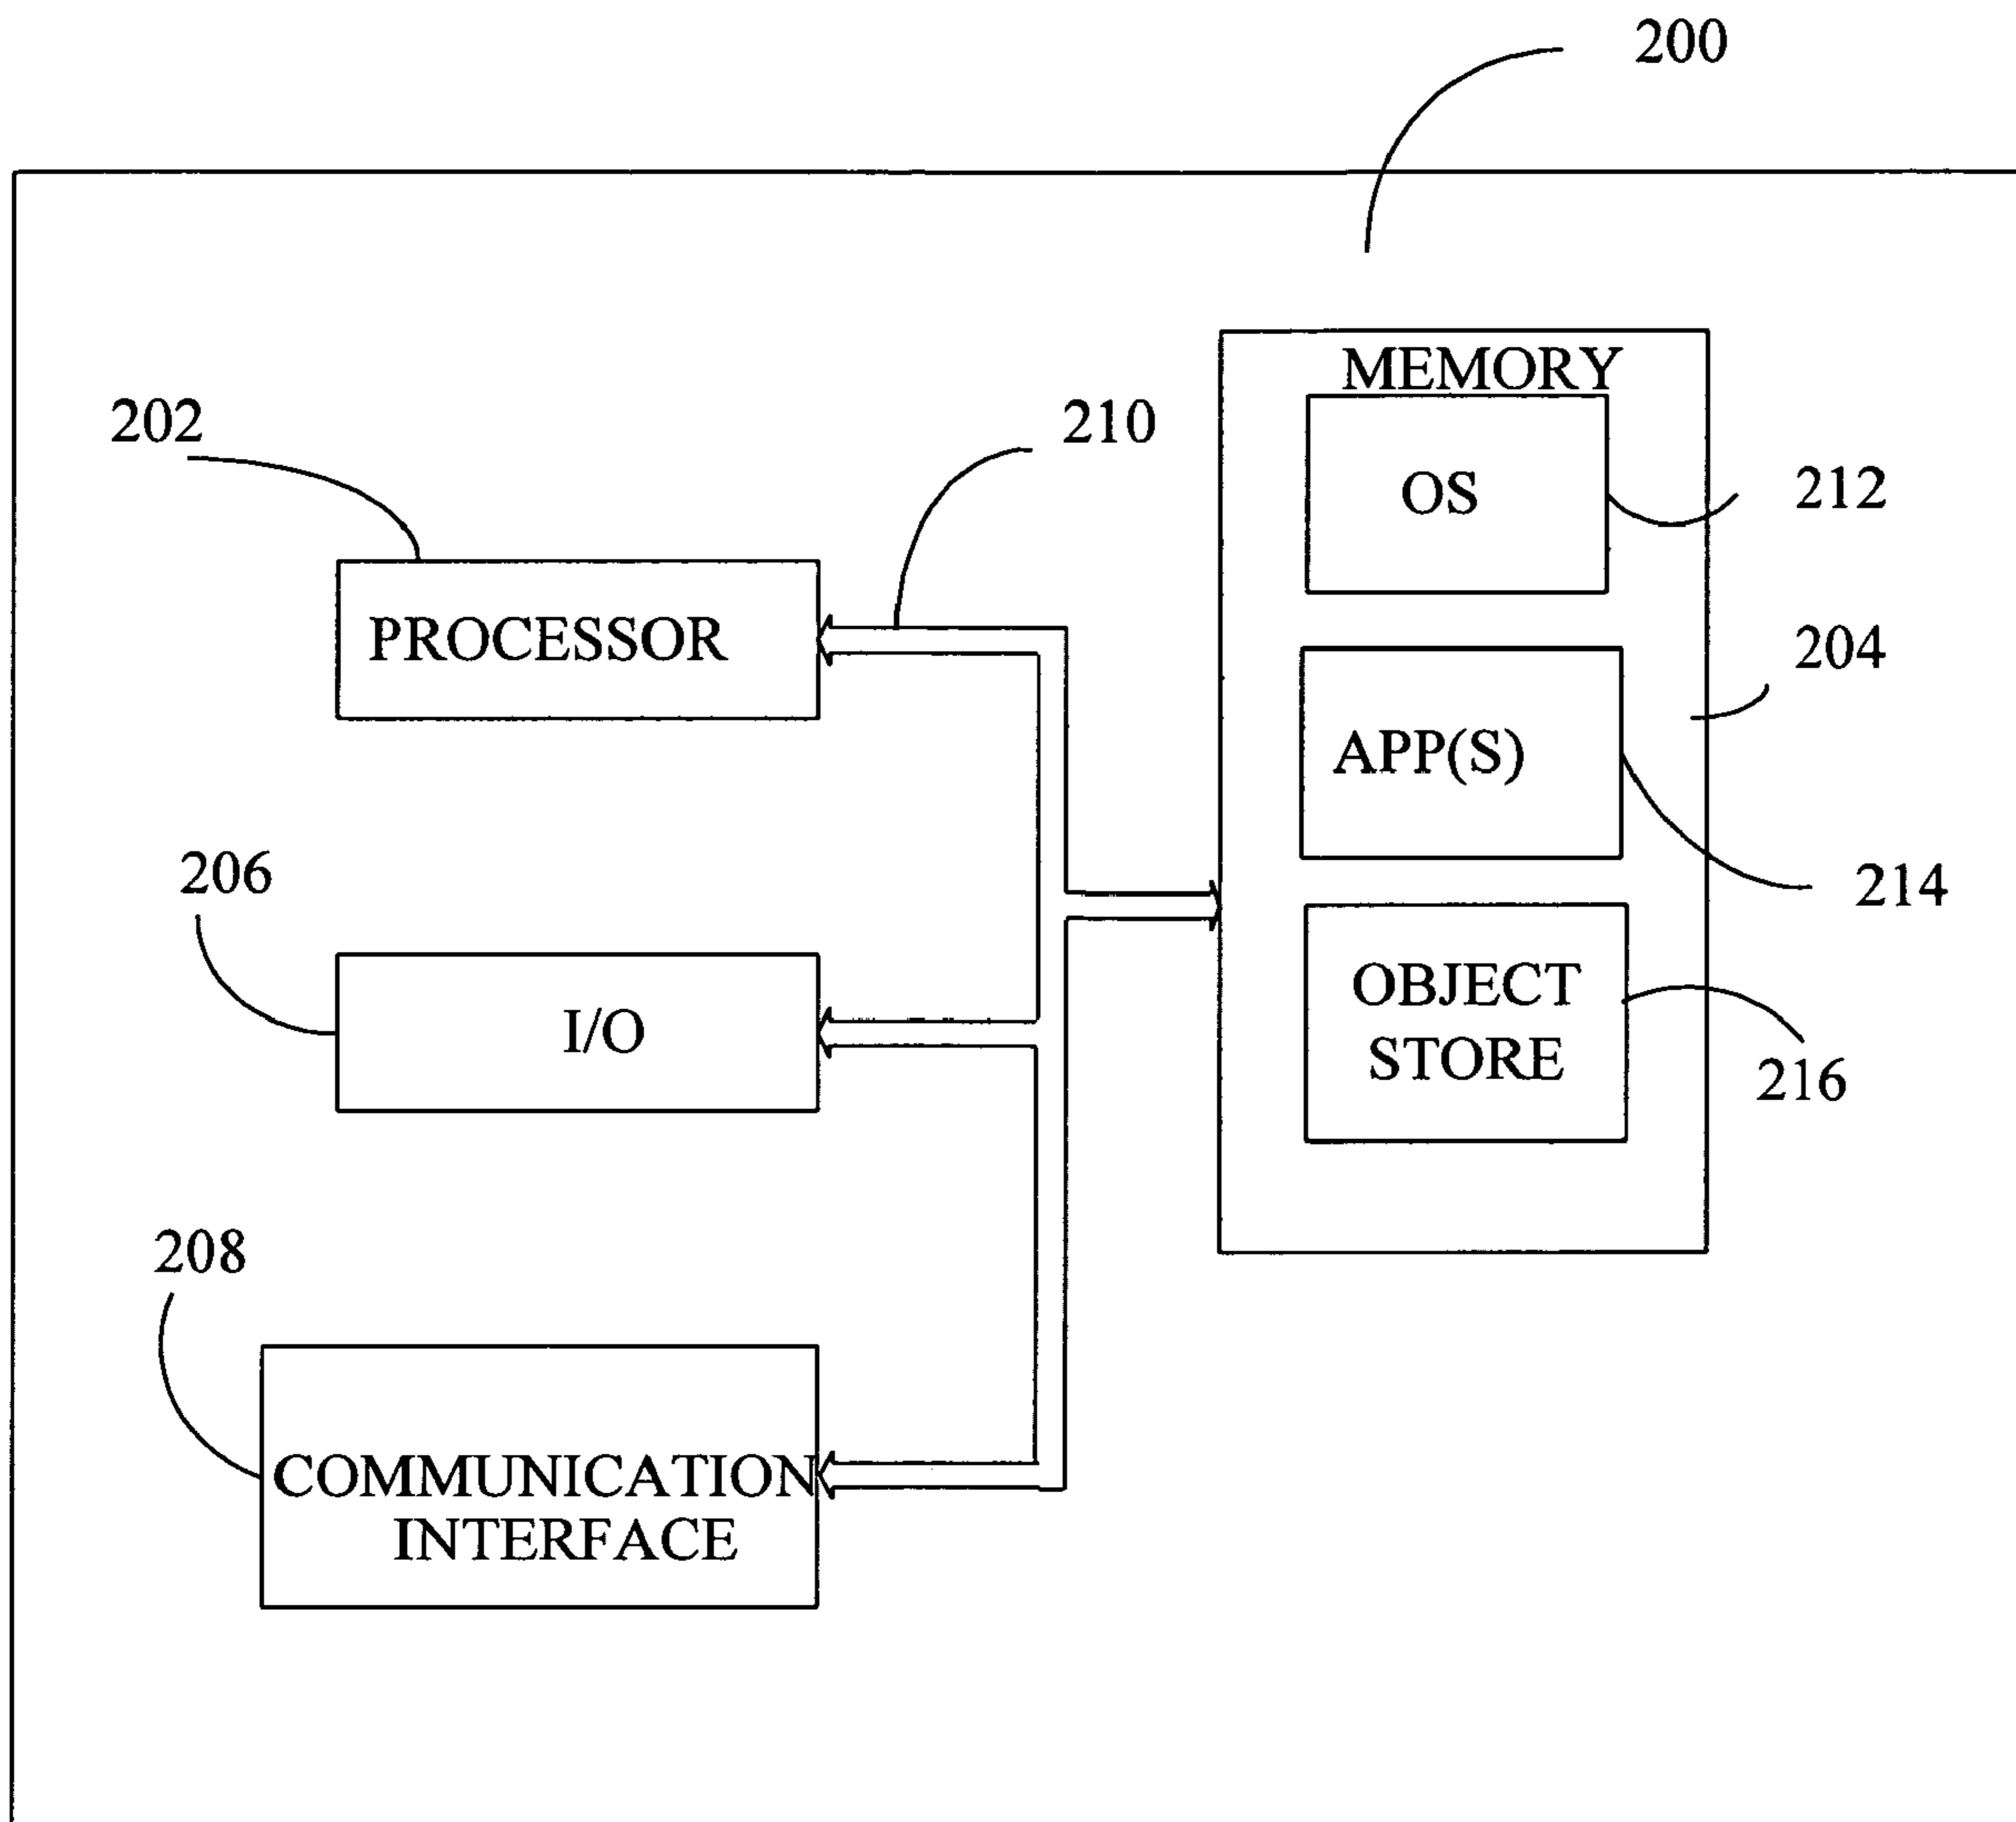 200
MEMORY
202
210
OS
212
PROCESSOR
204
APP(S)
206
214
I/O
OBJECT
STORE
216
208
COMMUNICATION
INTERFACE